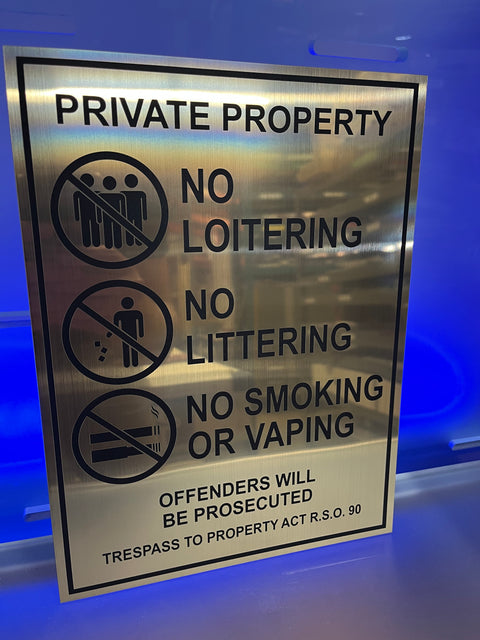 PRIVATE PROPERTY
NO
LOITERING
NO
LITTERING
NO SMOKING
OR VAPING
OFFENDERS WILL
BE PROSECUTED
TRESPASS TO PROPERTY ACT R.S.O. 90